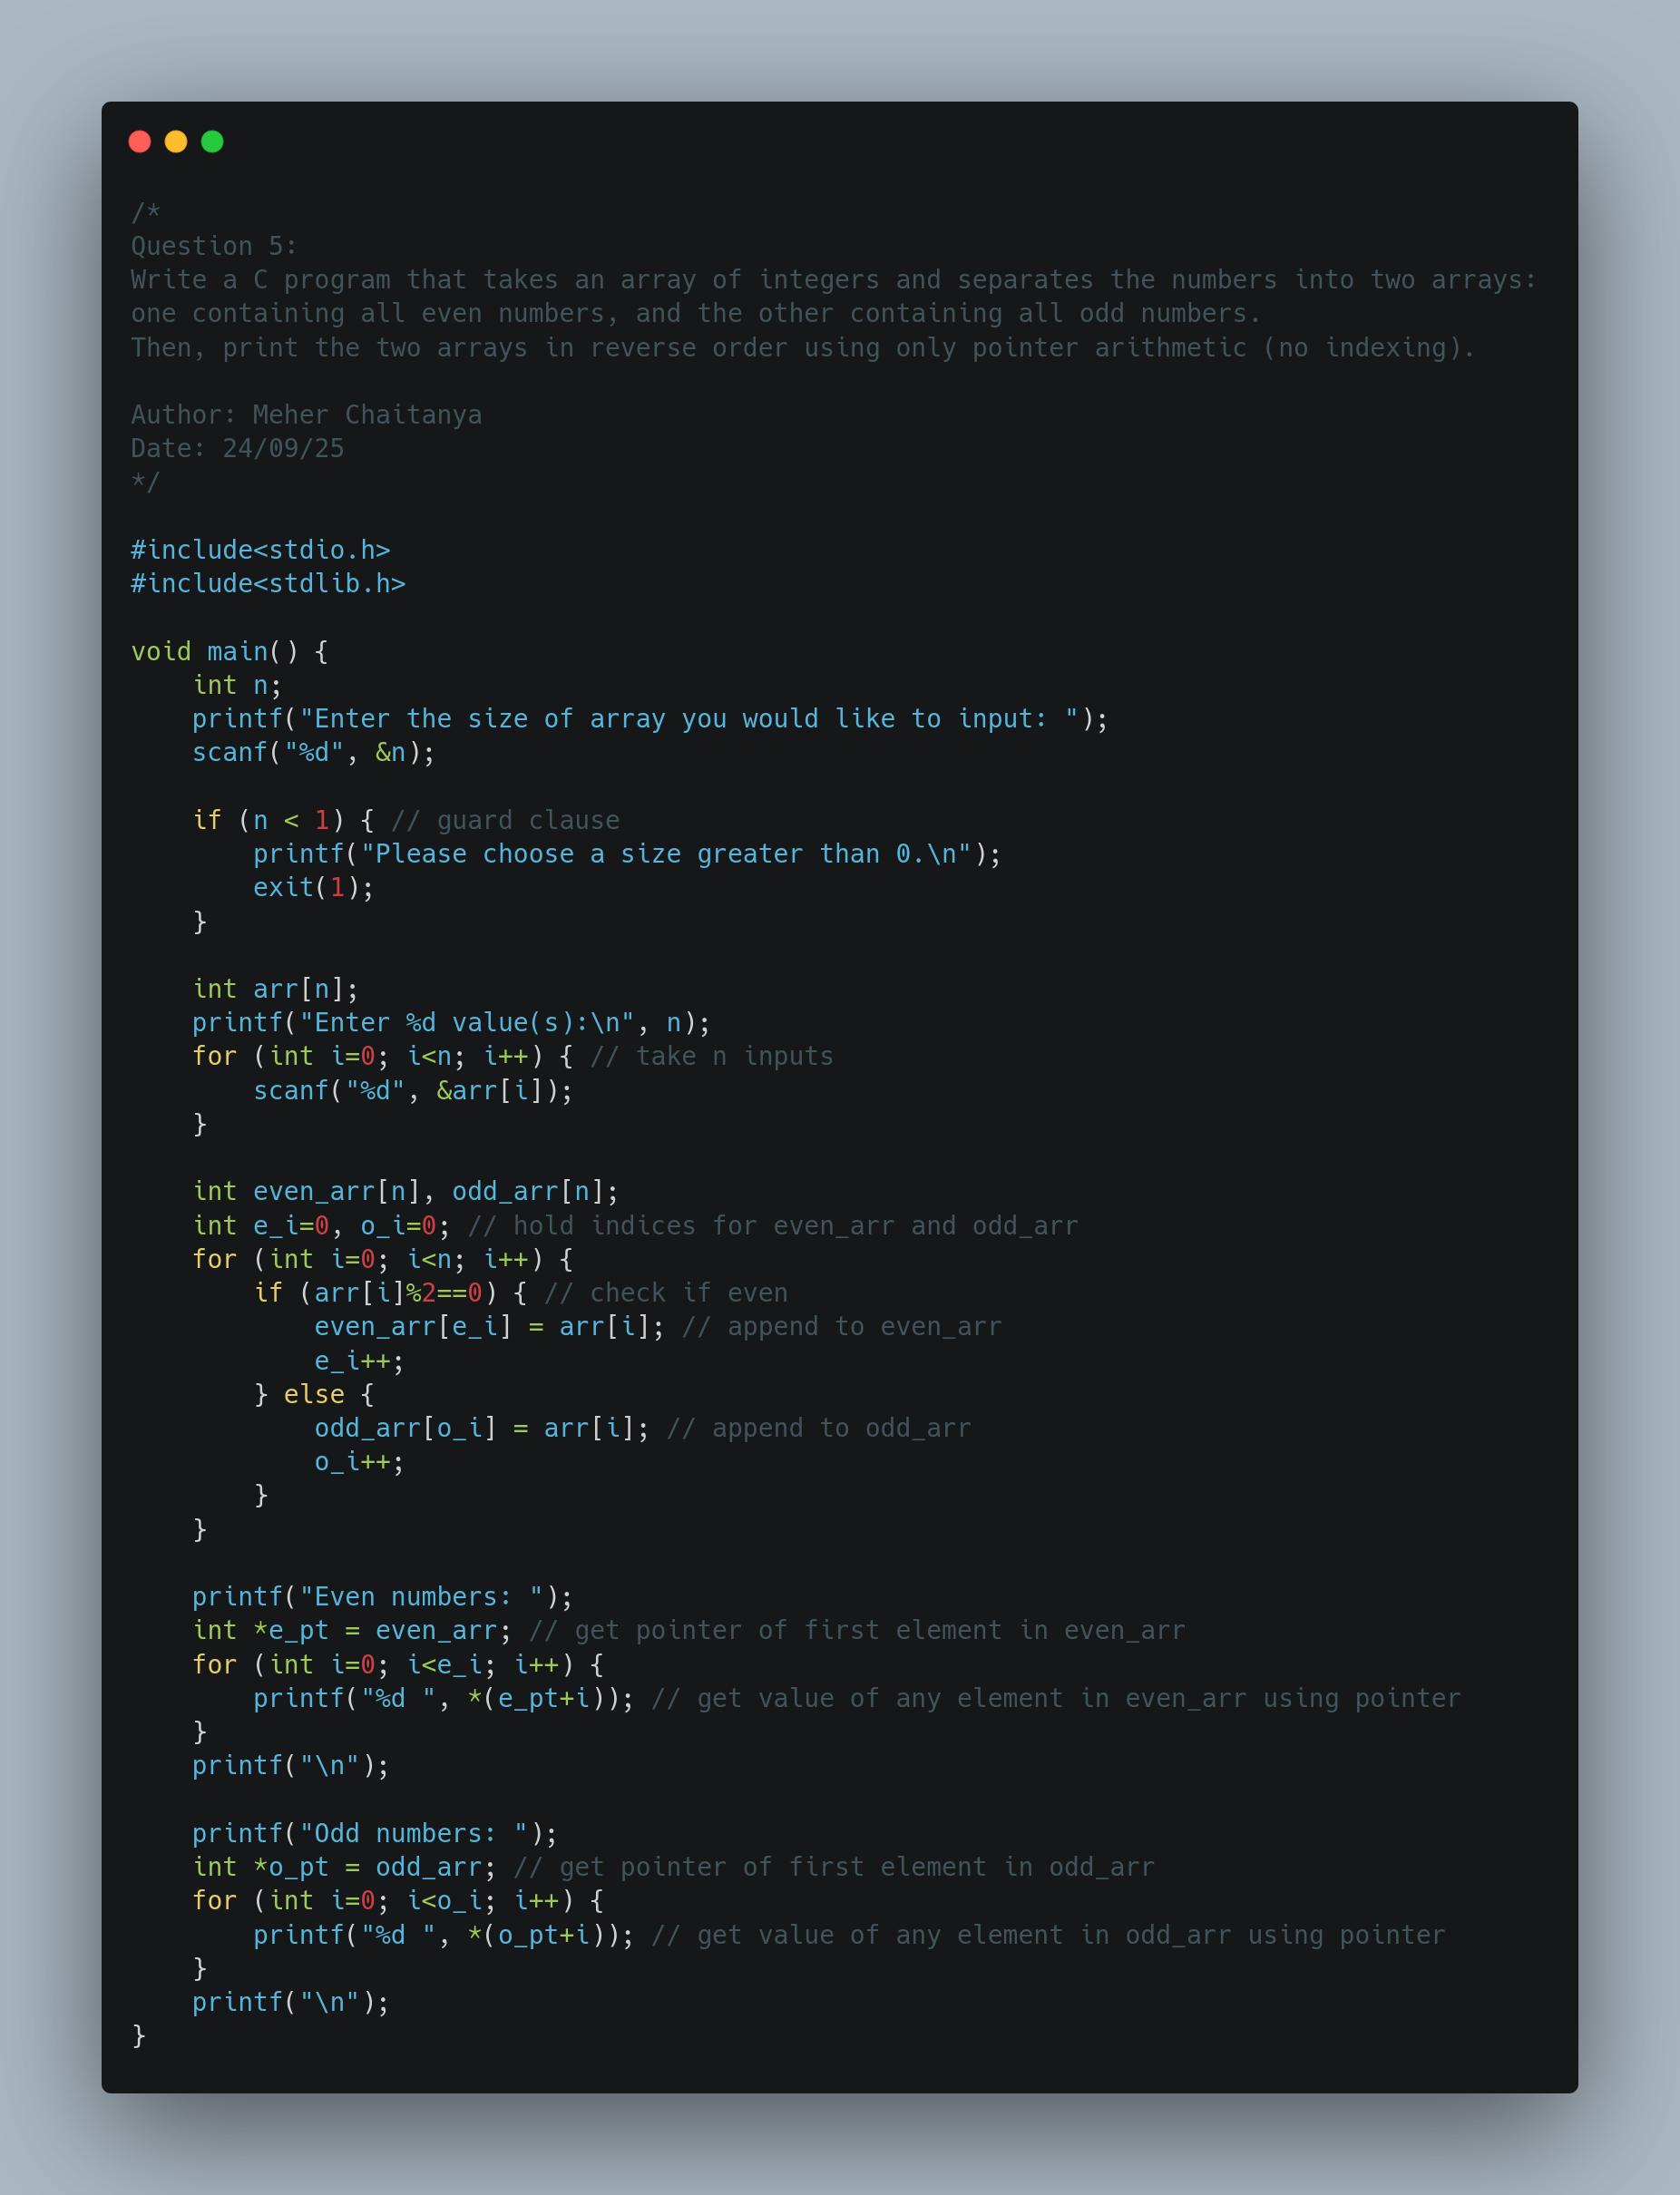 /*
Question 5:
Write a C program that takes an array of integers and separates the numbers into two arrays:
one containing all even numbers, and the other containing all odd numbers.
Then, print the two arrays in reverse order using only pointer arithmetic (no indexing).

Author: Meher Chaitanya
Date: 24/09/25
*/

#include<stdio.h>
#include<stdlib.h>

void main() {
    int n;
    printf("Enter the size of array you would like to input: ");
    scanf("%d", &n);

    if (n < 1) { // guard clause
        printf("Please choose a size greater than 0.\n");
        exit(1);
    }

    int arr[n];
    printf("Enter %d value(s):\n", n);
    for (int i=0; i<n; i++) { // take n inputs
        scanf("%d", &arr[i]);
    }

    int even_arr[n], odd_arr[n];
    int e_i=0, o_i=0; // hold indices for even_arr and odd_arr
    for (int i=0; i<n; i++) {
        if (arr[i]%2==0) { // check if even
            even_arr[e_i] = arr[i]; // append to even_arr
            e_i++;
        } else {
            odd_arr[o_i] = arr[i]; // append to odd_arr
            o_i++;
        }
    }

    printf("Even numbers: ");
    int *e_pt = even_arr; // get pointer of first element in even_arr
    for (int i=0; i<e_i; i++) {
        printf("%d ", *(e_pt+i)); // get value of any element in even_arr using pointer
    }
    printf("\n");

    printf("Odd numbers: ");
    int *o_pt = odd_arr; // get pointer of first element in odd_arr
    for (int i=0; i<o_i; i++) {
        printf("%d ", *(o_pt+i)); // get value of any element in odd_arr using pointer
    }
    printf("\n");
}